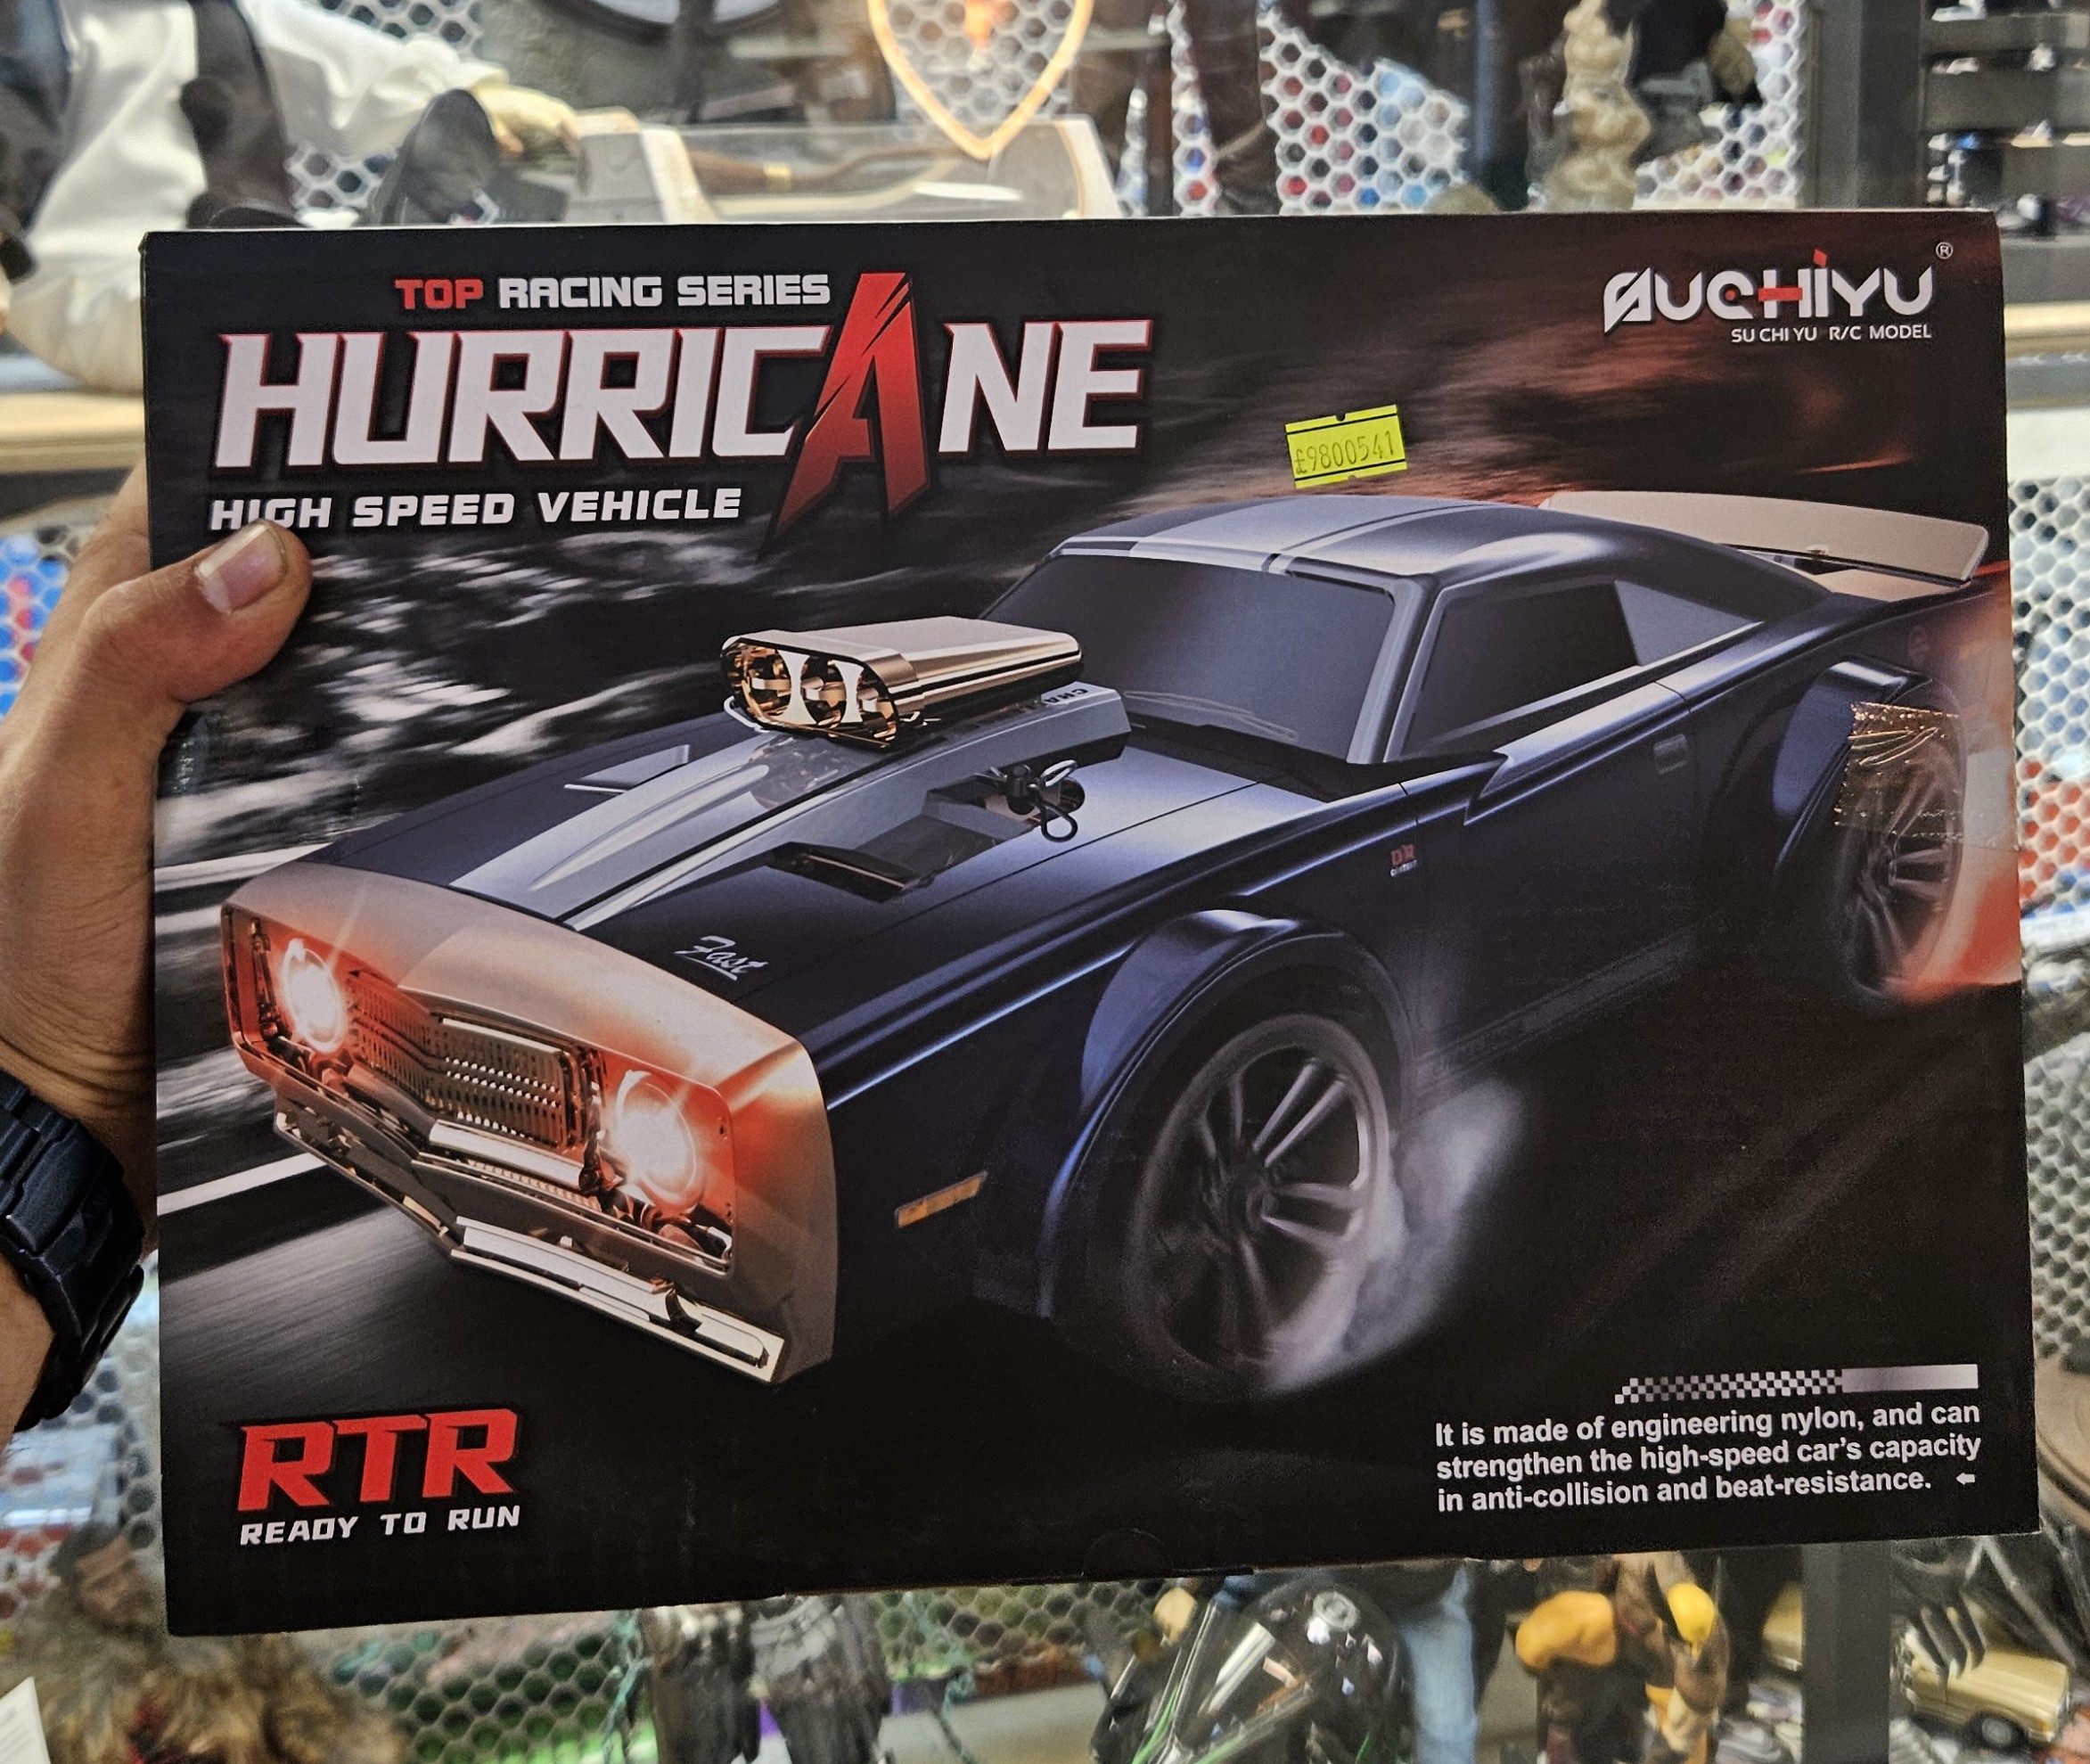 TOP RACING SERIES
HURRICANE
HIGH SPEED VEHICLE
SUCHIYU ®
SU CHI YU R/C MODEL
£9800541
Fast
RTR
READY TO RUN
It is made of engineering nylon, and can
strengthen the high-speed car's capacity
in anti-collision and beat-resistance.